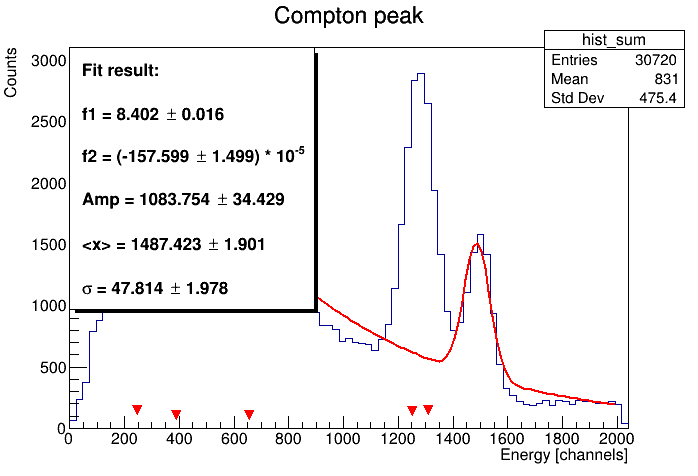 Compton peak
hist_sum
Entries 30720
Mean 831
Std Dev 475.4
Counts
3000
2500
2000
1500
1000
500
0
Fit result:
f1 = 8.402 ± 0.016
f2 = (-157.599 ± 1.499) * 10⁻⁵
Amp = 1083.754 ± 34.429
<x> = 1487.423 ± 1.901
σ = 47.814 ± 1.978
0 200 400 600 800 1000 1200 1400 1600 1800 2000
Energy [channels]